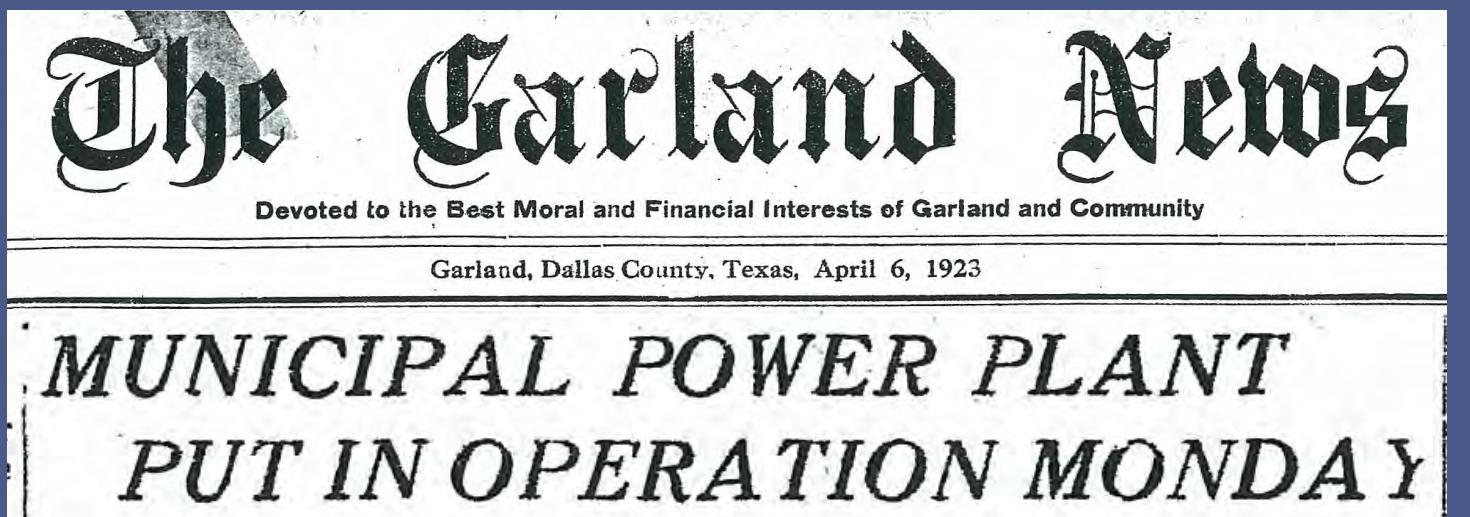 The Garland News
Devoted to the Best Moral and Financial Interests of Garland and Community
Garland, Dallas County, Texas, April 6, 1923
MUNICIPAL POWER PLANT
PUT IN OPERATION MONDAY